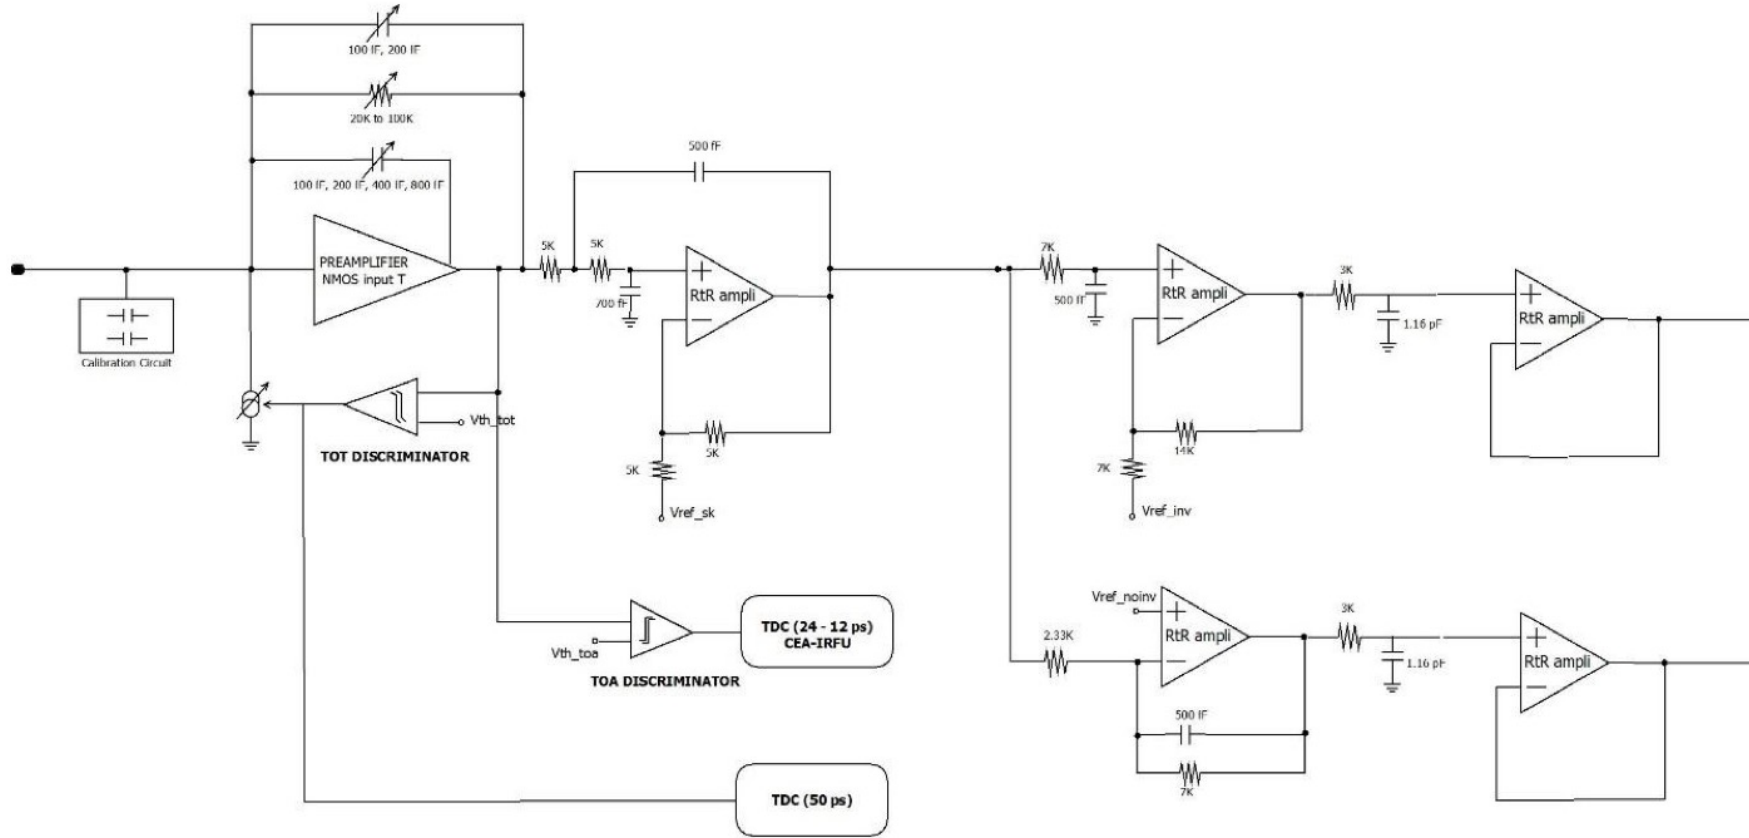 100 fF, 200 fF
20K to 100K
100 fF, 200 fF, 400 fF, 800 fF
PREAMPLIFIER
NMOS input T
Calibration Circuit
Vth_tot
TOT DISCRIMINATOR
5K
5K
700 fF
500 fF
RtR ampli
5K
5K
Vref_sk
7K
500 fF
RtR ampli
14K
7K
Vref_inv
3K
1.16 pF
RtR ampli
Vth_toa
TOA DISCRIMINATOR
TDC (24 - 12 ps)
CEA-IRFU
TDC (50 ps)
Vref_noinv
2.33K
RtR ampli
500 fF
7K
3K
1.16 pF
RtR ampli